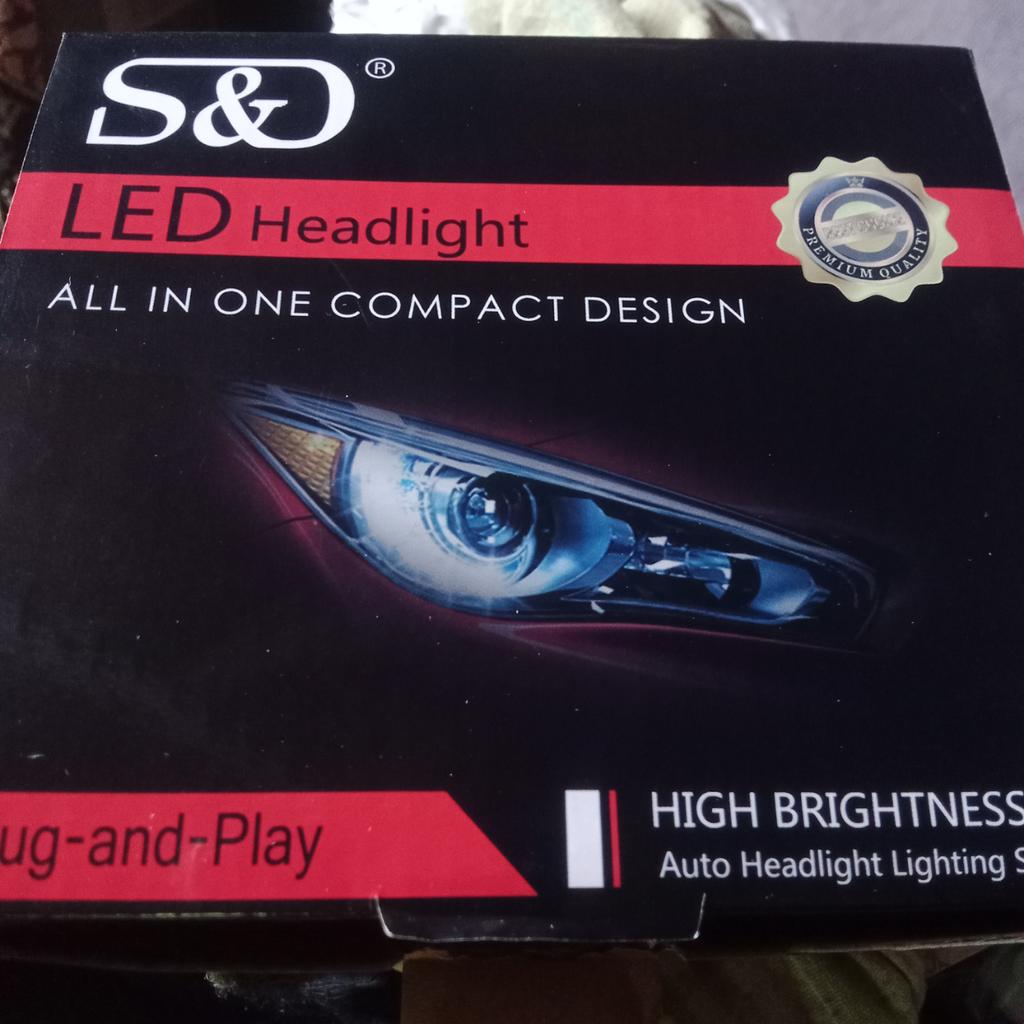 S&D®
LED Headlight
PREMIUM QUALITY
ALL IN ONE COMPACT DESIGN
ug-and-Play
HIGH BRIGHTNESS
Auto Headlight Lighting S